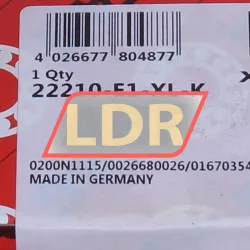 4 026677 804877
1 Qty
22210-E1-XL-K
LDR
0200N1115/0026680026/01670354
MADE IN GERMANY